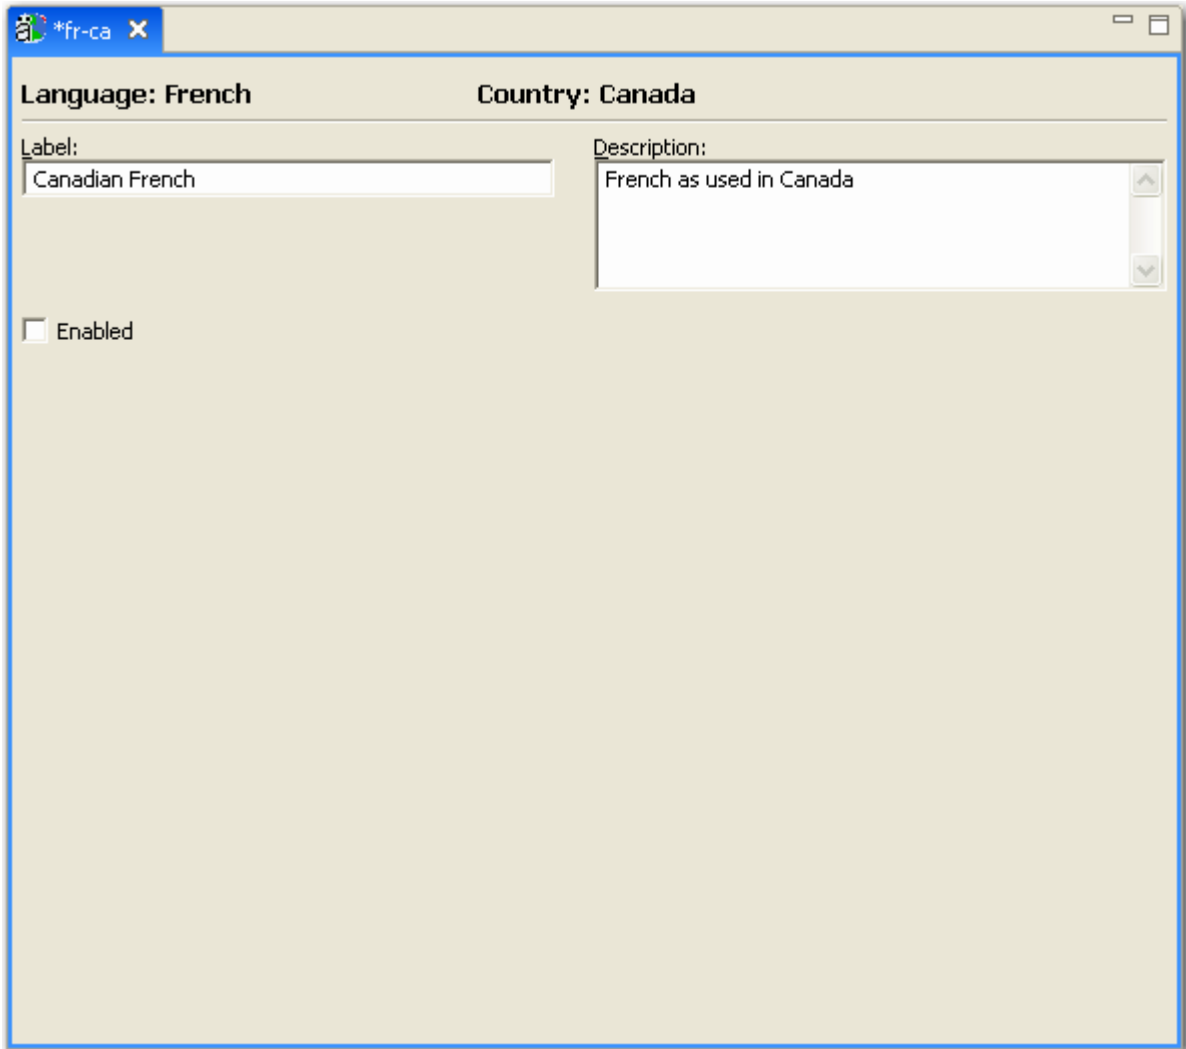 *fr-ca
Language: French Country: Canada
Label:
Canadian French
Description:
French as used in Canada
Enabled